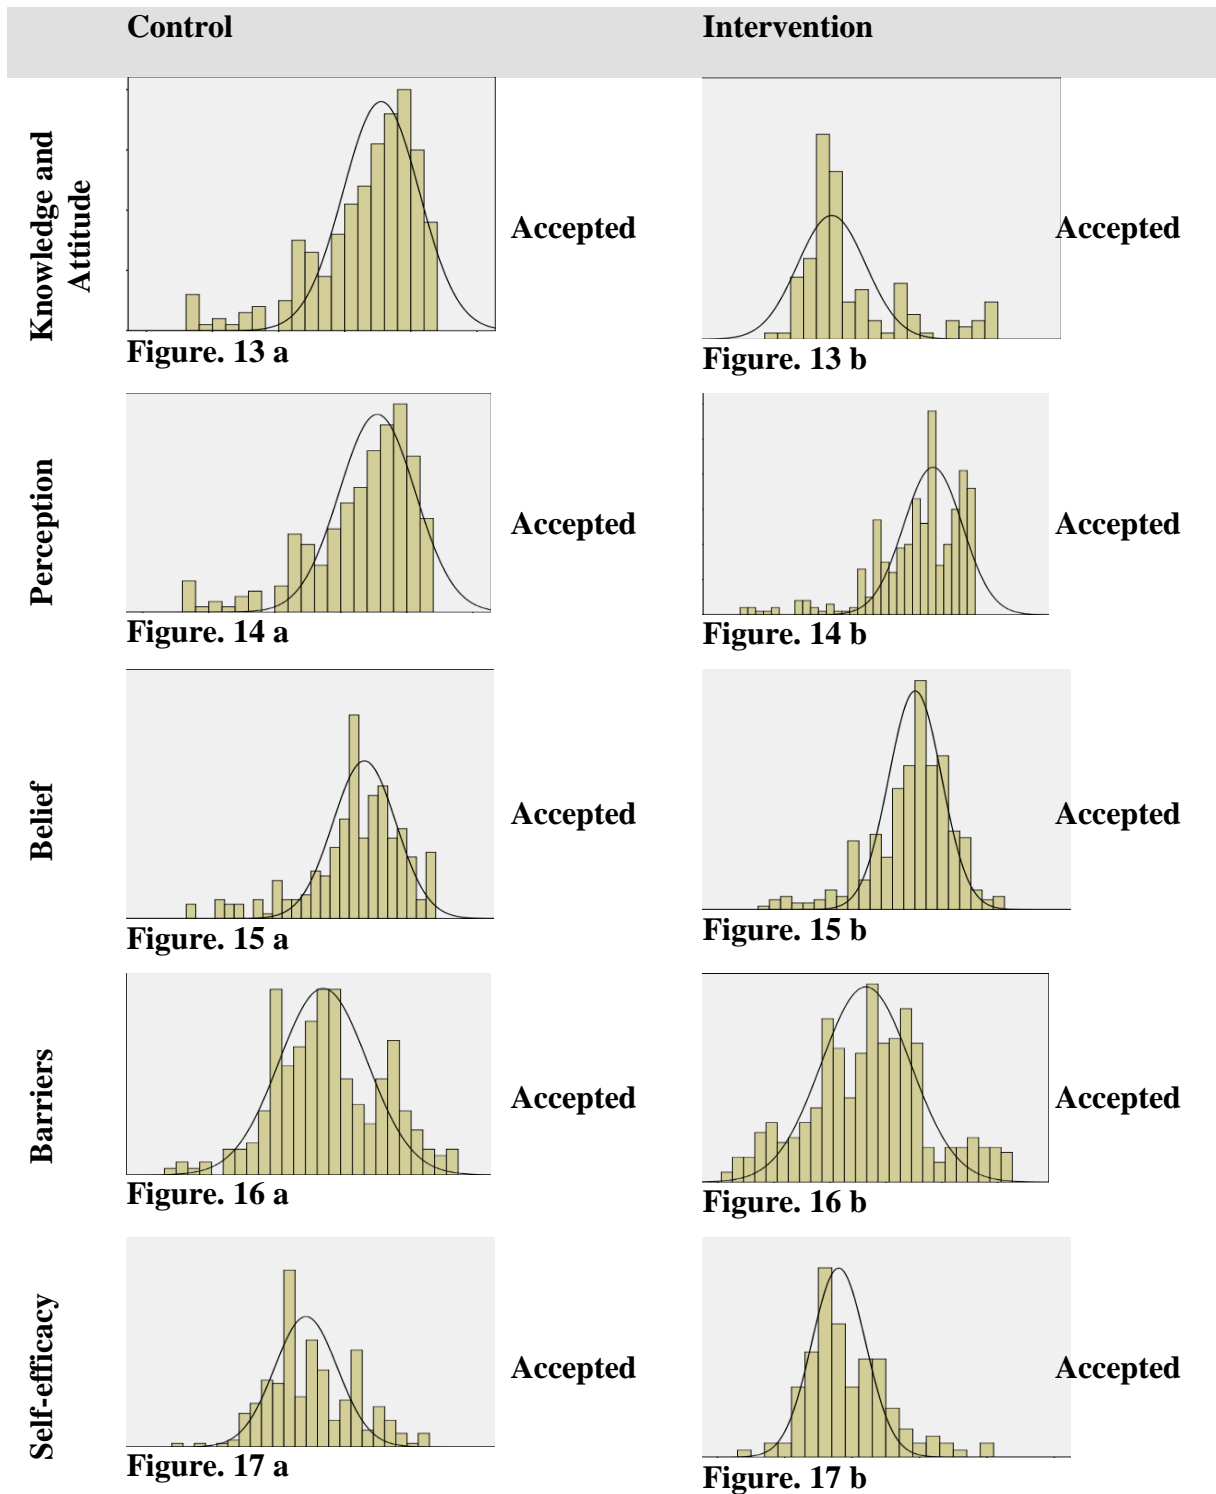 Control
Intervention
Knowledge and
Attitude
Accepted
Accepted
Figure. 13 a
Figure. 13 b
Perception
Accepted
Accepted
Figure. 14 a
Figure. 14 b
Belief
Accepted
Accepted
Figure. 15 a
Figure. 15 b
Barriers
Accepted
Accepted
Figure. 16 a
Figure. 16 b
Self-efficacy
Accepted
Accepted
Figure. 17 a
Figure. 17 b